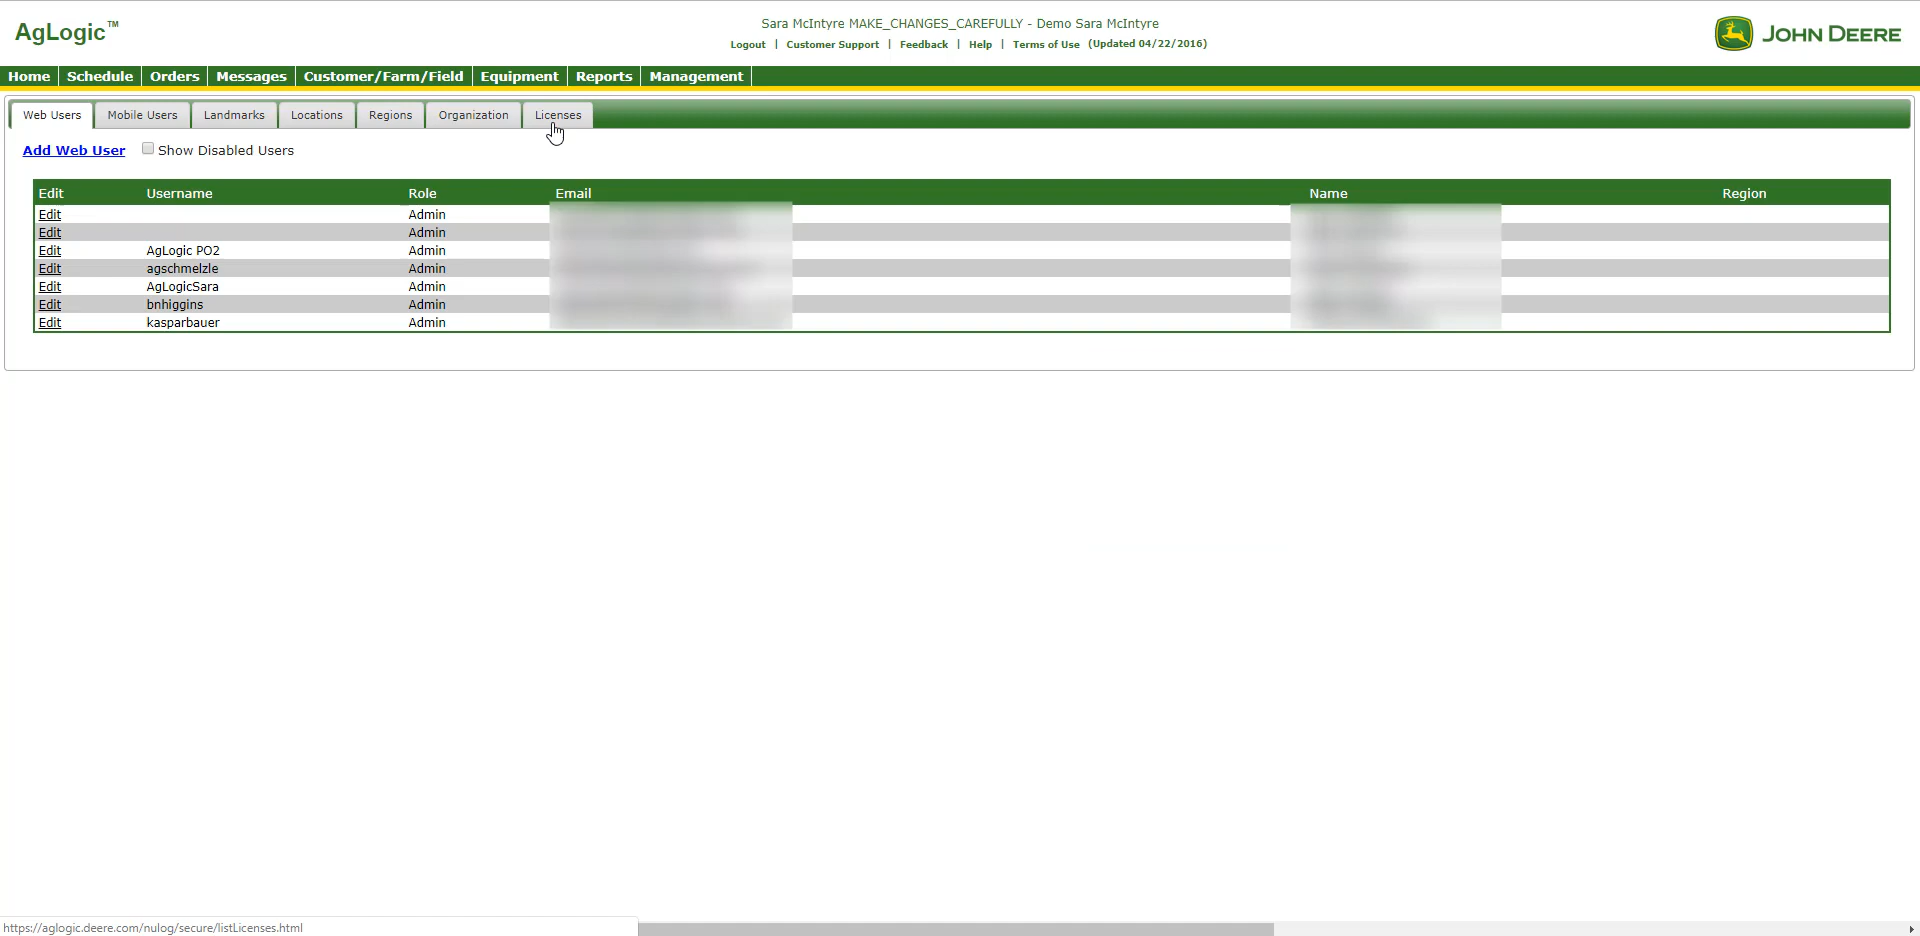 AgLogic™
Sara McIntyre MAKE_CHANGES_CAREFULLY - Demo Sara McIntyre
Logout | Customer Support | Feedback | Help | Terms of Use (Updated 04/22/2016)
JOHN DEERE
Home Schedule Orders Messages Customer/Farm/Field Equipment Reports Management
Web Users Mobile Users Landmarks Locations Regions Organization Licenses
Add Web User Show Disabled Users
Edit Username Role Email Name Region
Edit Admin
Edit Admin
Edit AgLogic PO2 Admin
Edit agschmelzle Admin
Edit AgLogicSara Admin
Edit bnhiggins Admin
Edit kasparbauer Admin
https://aglogic.deere.com/nulog/secure/listLicenses.html